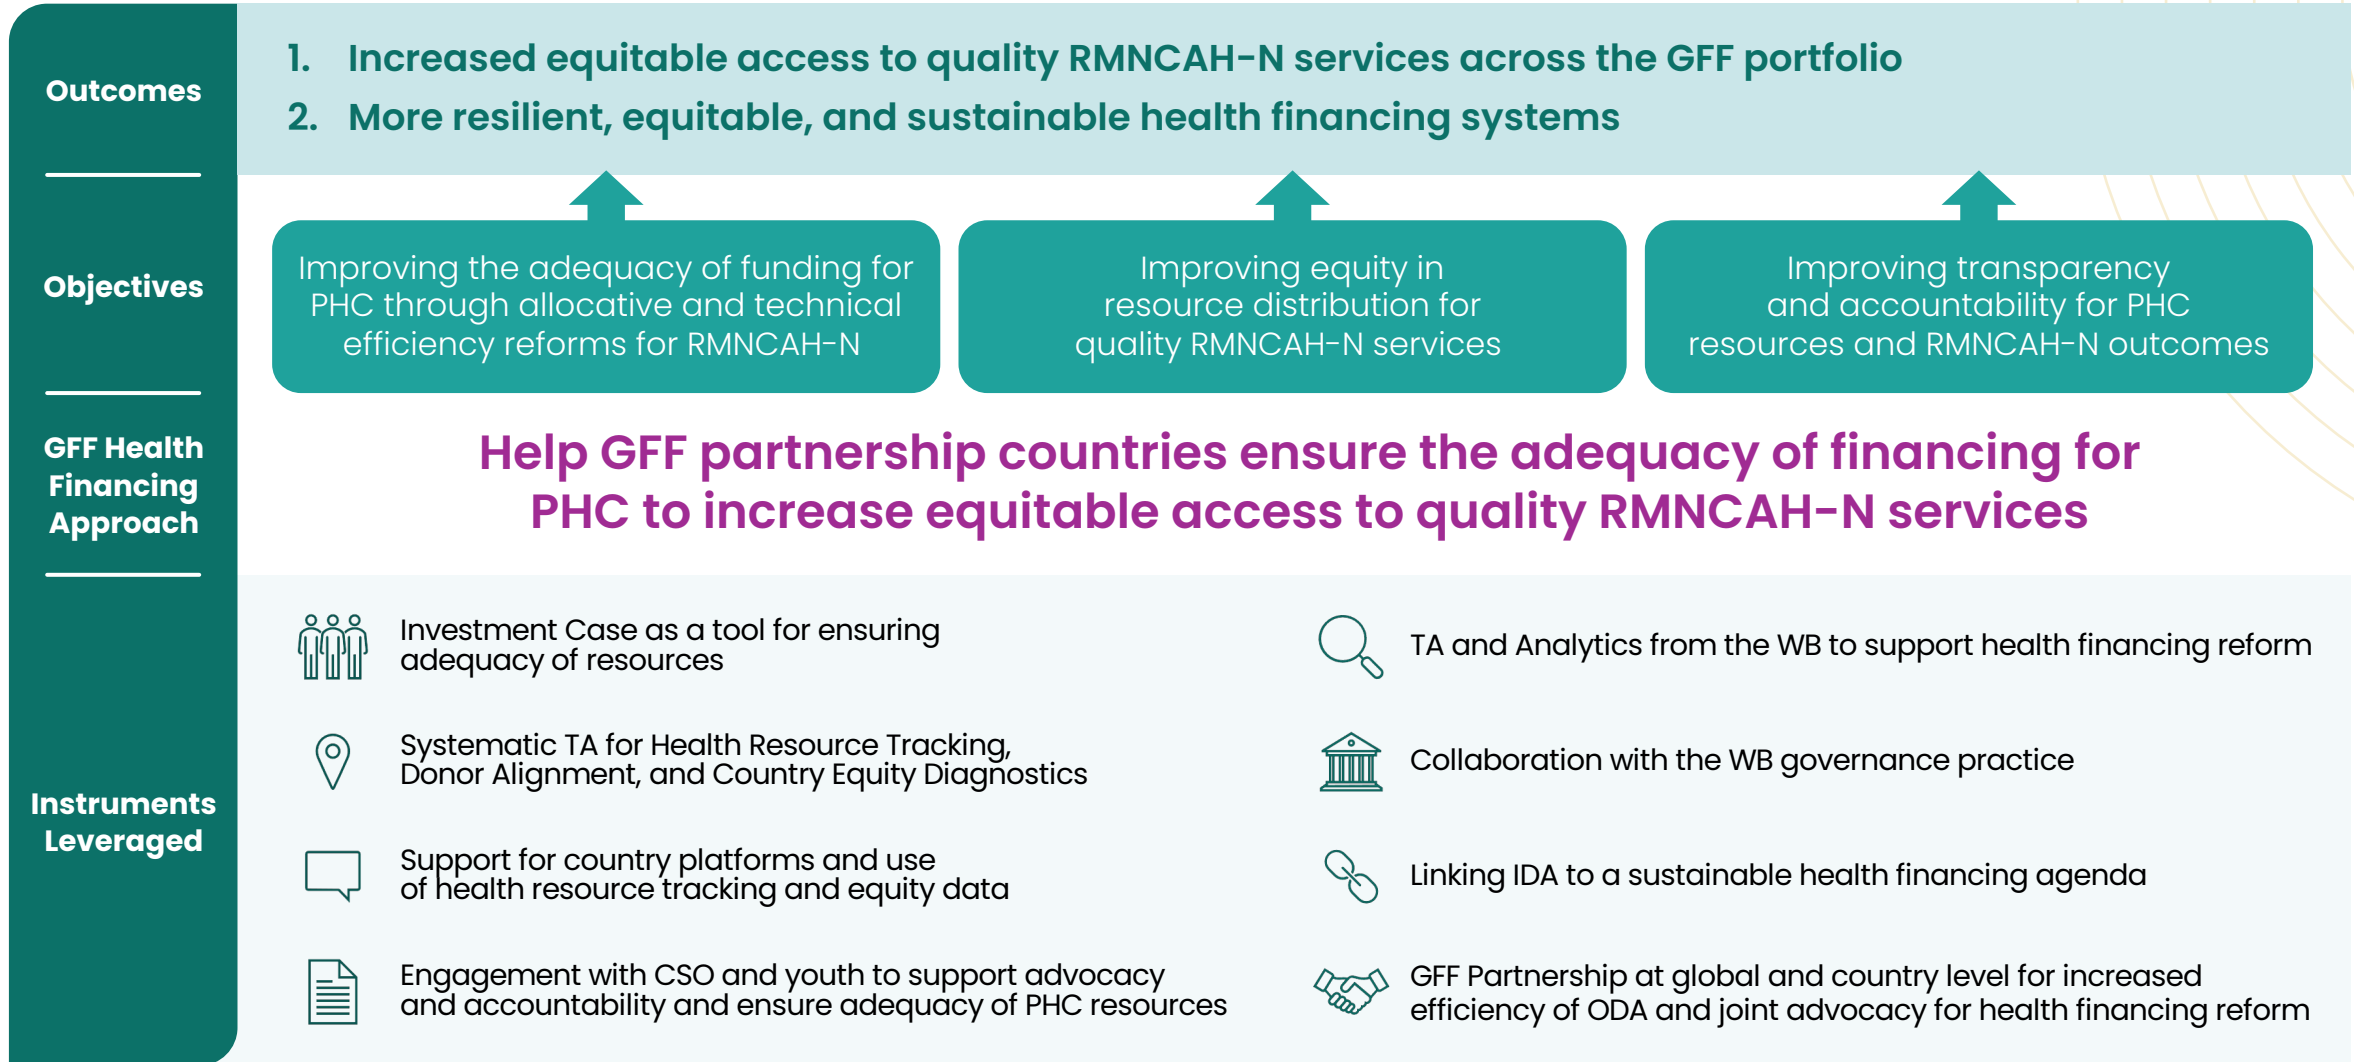 Outcomes
1. Increased equitable access to quality RMNCAH-N services across the GFF portfolio
2. More resilient, equitable, and sustainable health financing systems
Objectives
Improving the adequacy of funding for
PHC through allocative and technical
efficiency reforms for RMNCAH-N
Improving equity in
resource distribution for
quality RMNCAH-N services
Improving transparency
and accountability for PHC
resources and RMNCAH-N outcomes
GFF Health
Financing
Approach
Help GFF partnership countries ensure the adequacy of financing for
PHC to increase equitable access to quality RMNCAH-N services
Instruments
Leveraged
Investment Case as a tool for ensuring
adequacy of resources
Systematic TA for Health Resource Tracking,
Donor Alignment, and Country Equity Diagnostics
Support for country platforms and use
of health resource tracking and equity data
Engagement with CSO and youth to support advocacy
and accountability and ensure adequacy of PHC resources
TA and Analytics from the WB to support health financing reform
Collaboration with the WB governance practice
Linking IDA to a sustainable health financing agenda
GFF Partnership at global and country level for increased
efficiency of ODA and joint advocacy for health financing reform